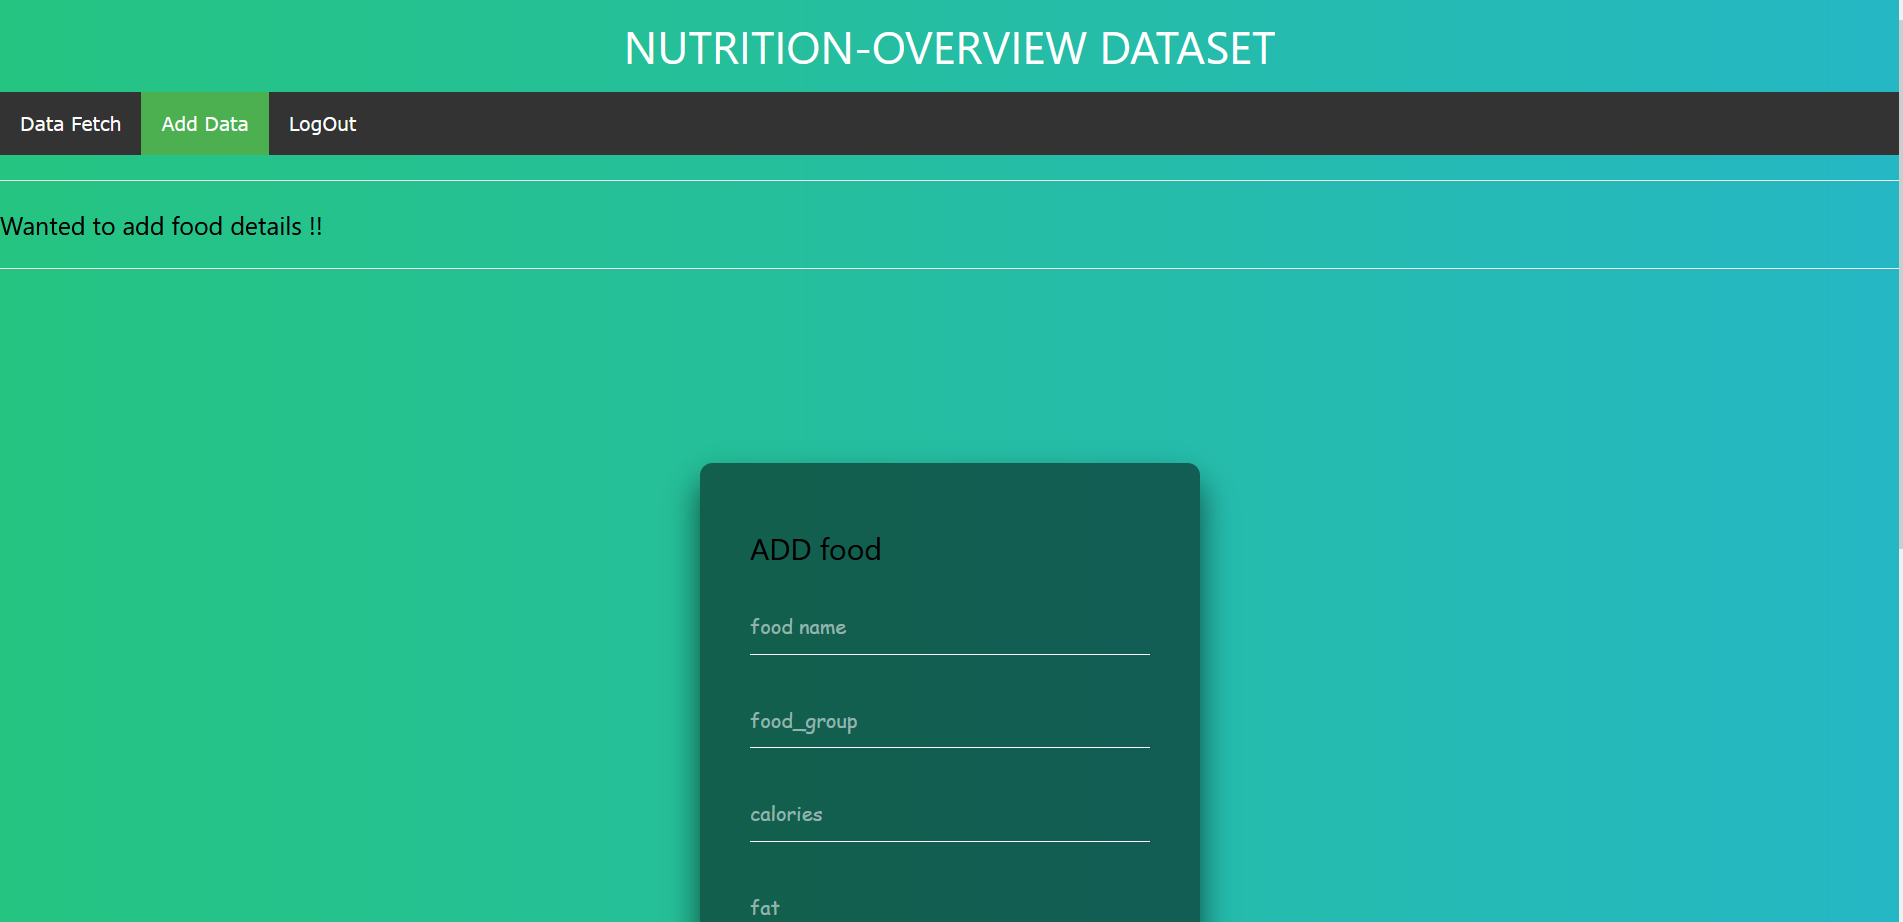 NUTRITION-OVERVIEW DATASET
Data Fetch Add Data LogOut
Wanted to add food details !!
ADD food
food name
food_group
calories
fat